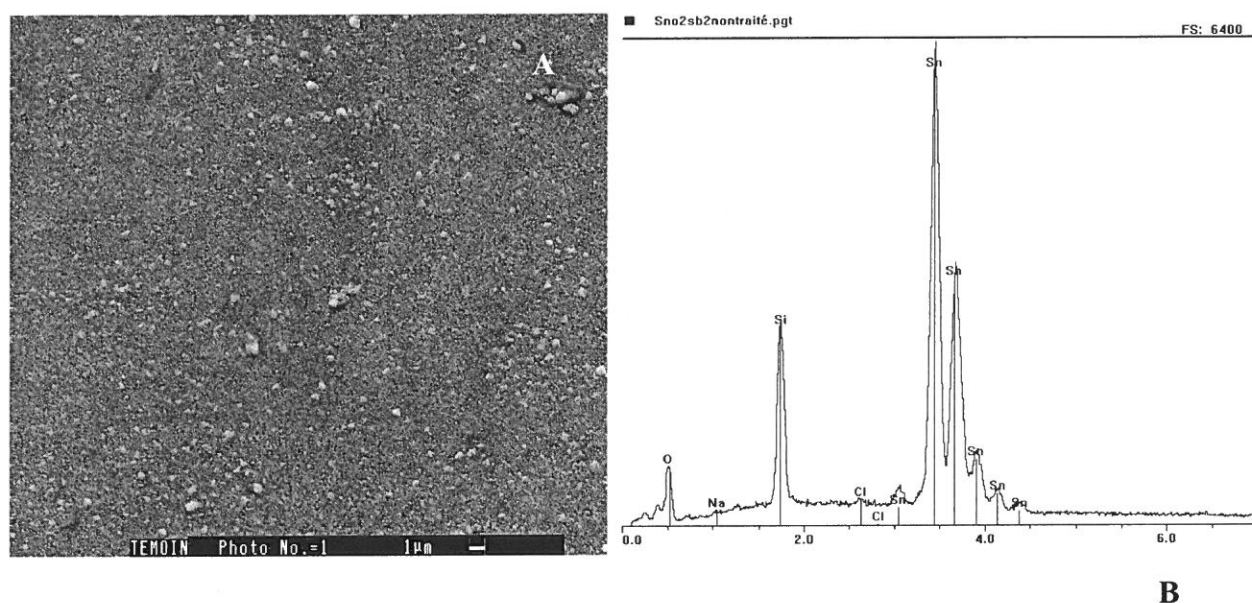 A
TEMOIN Photo No.=1 1µm
Sno2sb2nontraité.pgt
FS: 6400
Sn
Sn
Si
O
Na
Cl
Cl
Sn
Sn
Sn
Sn
0.0 2.0 4.0 6.0
B